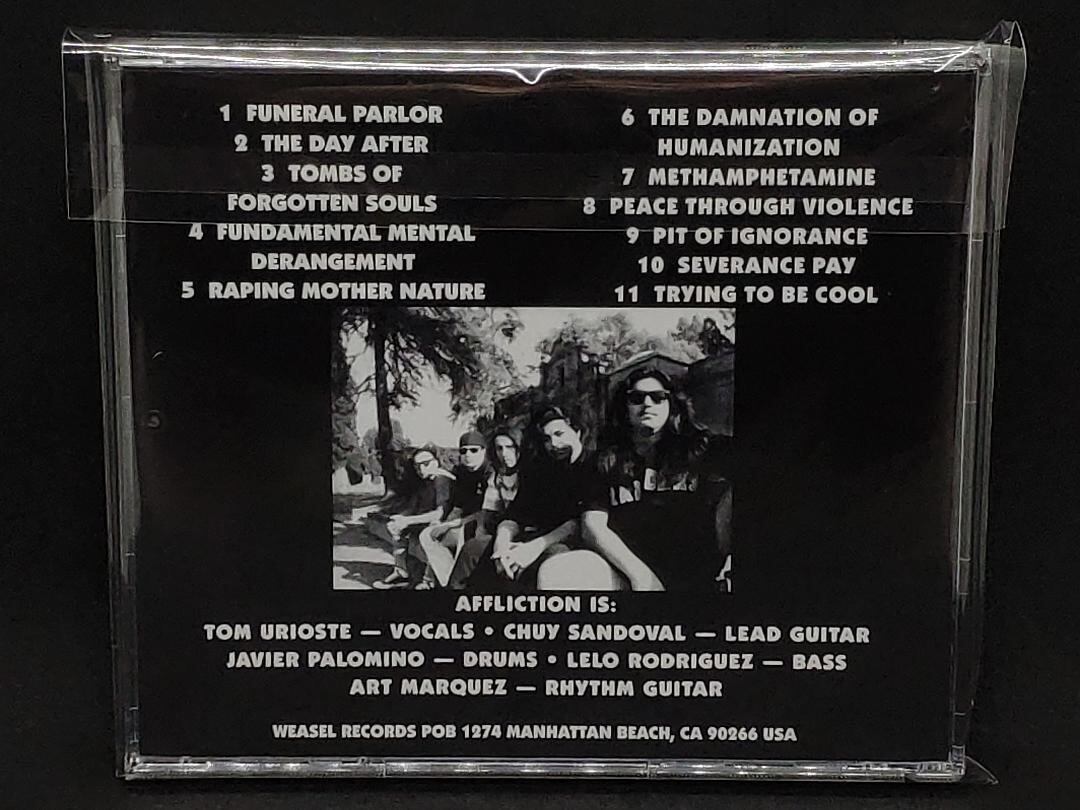 1 FUNERAL PARLOR
2 THE DAY AFTER
3 TOMBS OF
FORGOTTEN SOULS
4 FUNDAMENTAL MENTAL
DERANGEMENT
5 RAPING MOTHER NATURE
6 THE DAMNATION OF
HUMANIZATION
7 METHAMPHETAMINE
8 PEACE THROUGH VIOLENCE
9 PIT OF IGNORANCE
10 SEVERANCE PAY
11 TRYING TO BE COOL
AFFLICTION IS:
TOM URIOSTE — VOCALS • CHUY SANDOVAL — LEAD GUITAR
JAVIER PALOMINO — DRUMS • LELO RODRIGUEZ — BASS
ART MARQUEZ — RHYTHM GUITAR
WEASEL RECORDS POB 1274 MANHATTAN BEACH, CA 90266 USA